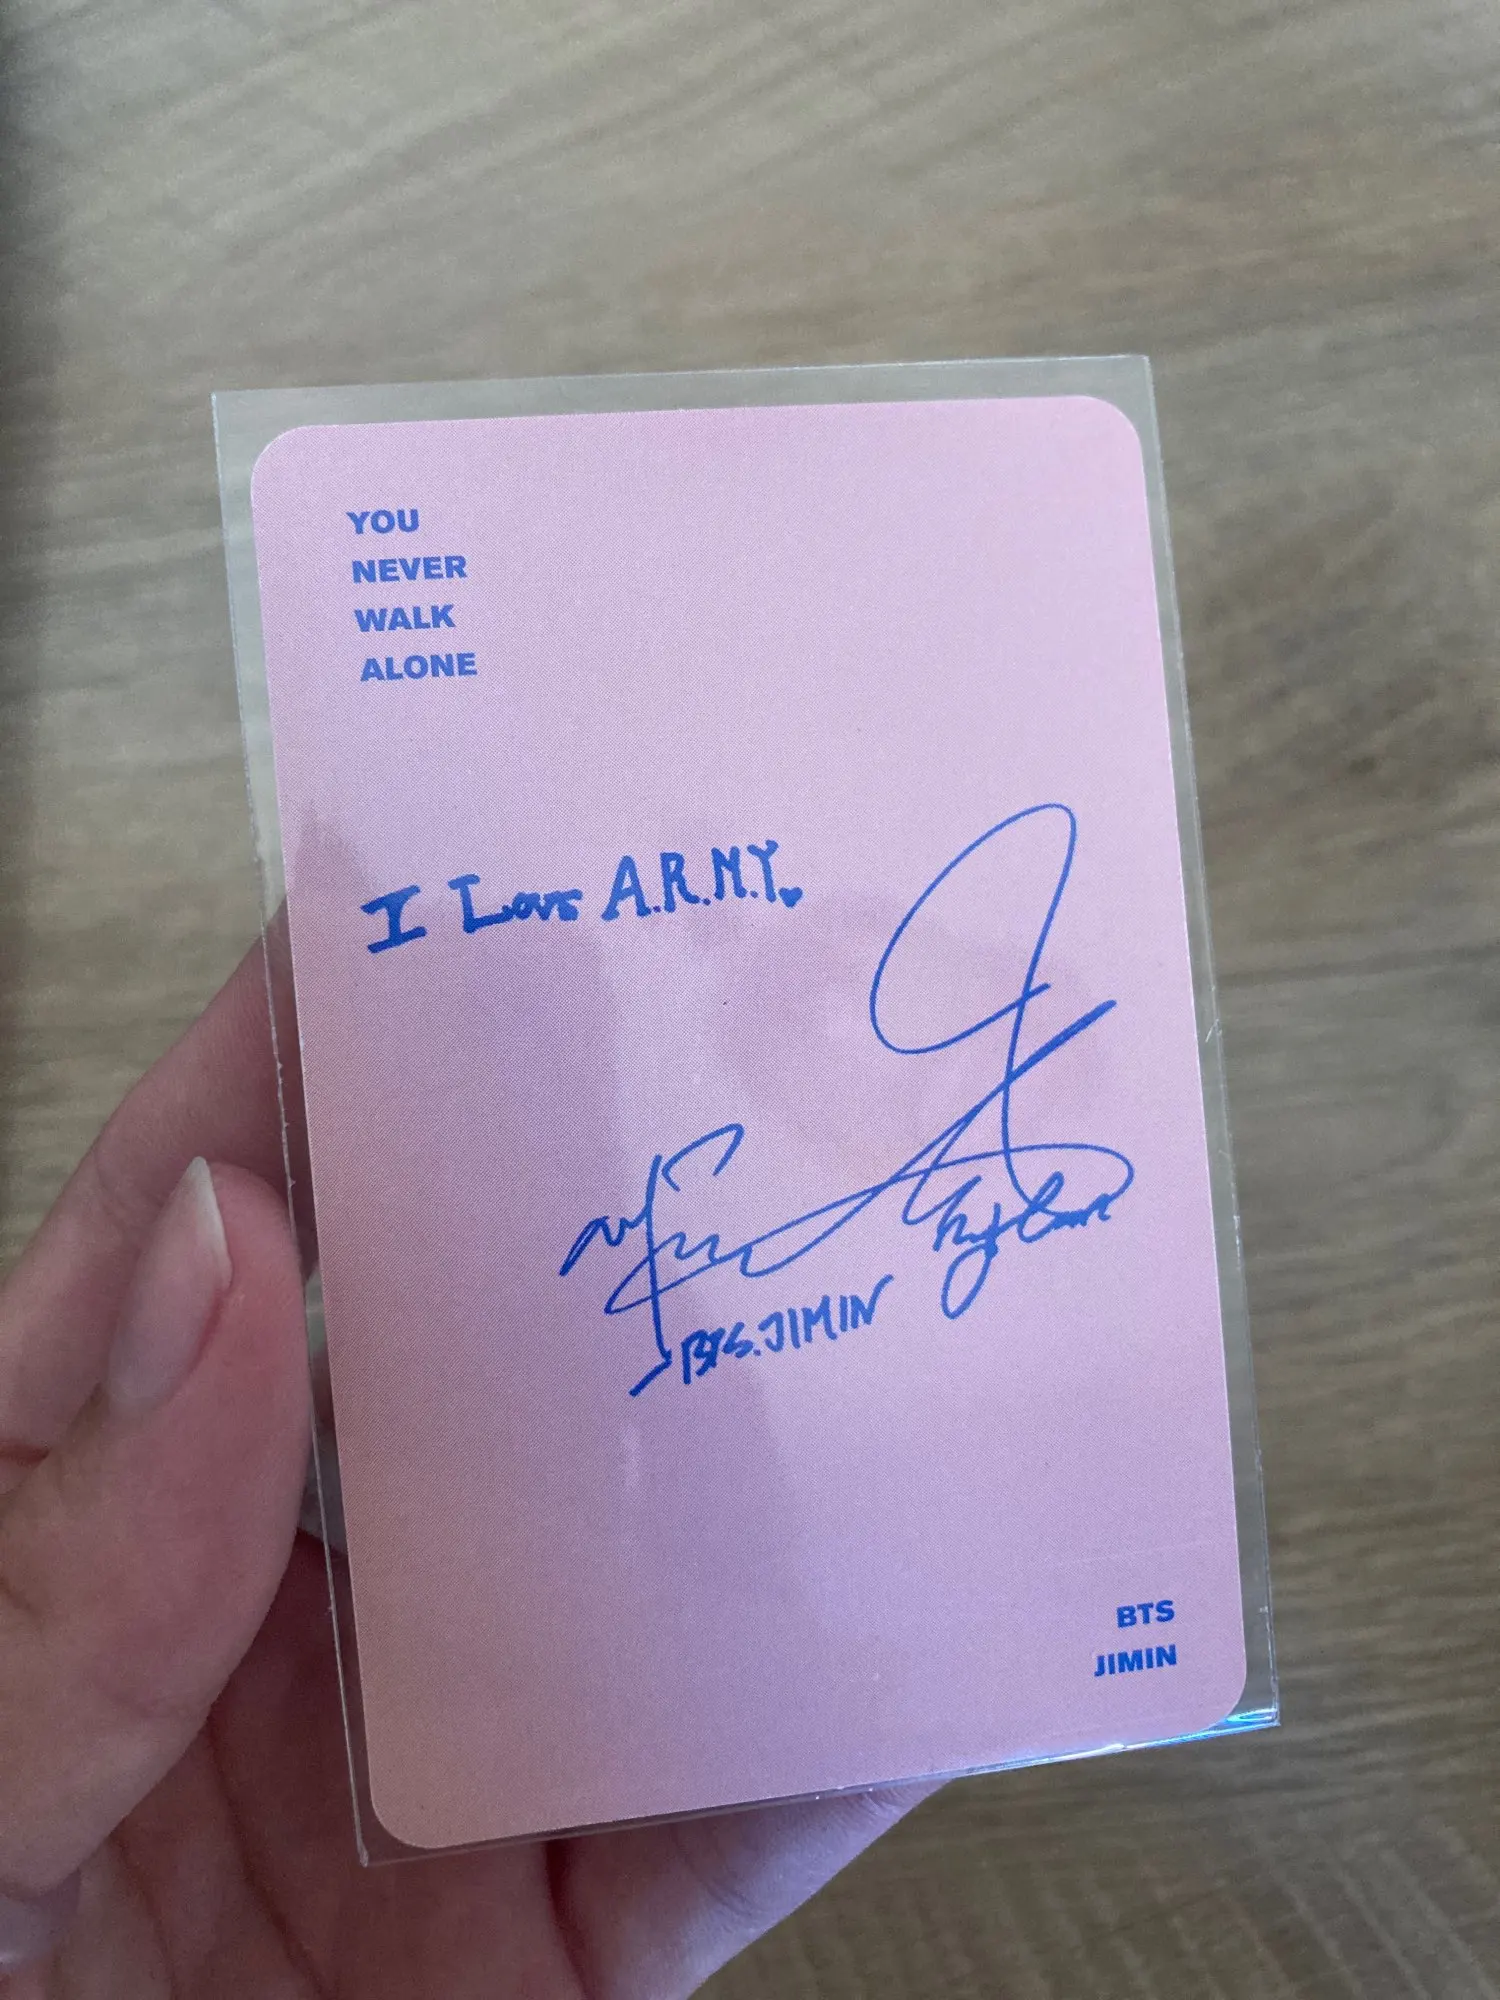 YOU
NEVER
WALK
ALONE
I Love A.R.M.Y.
BTS.JIMIN
BTS
JIMIN